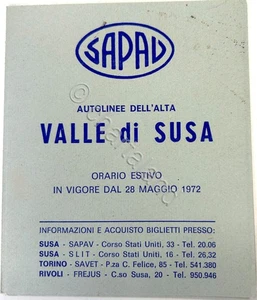 SAPAV
AUTOLINEE DELL'ALTA
VALLE di SUSA
ORARIO ESTIVO
IN VIGORE DAL 28 MAGGIO 1972
INFORMAZIONI E ACQUISTO BIGLIETTI PRESSO:
SUSA - SAPAV - Corso Stati Uniti, 33 - Tel. 20.06
SUSA - SLIT - Corso Stati Uniti, 16 - Tel. 26,32
TORINO - SAVET - P.za C. Felice, 85 - Tel. 541.380
RIVOLI - FREJUS - C.so Susa, 20 - Tel. 950.946